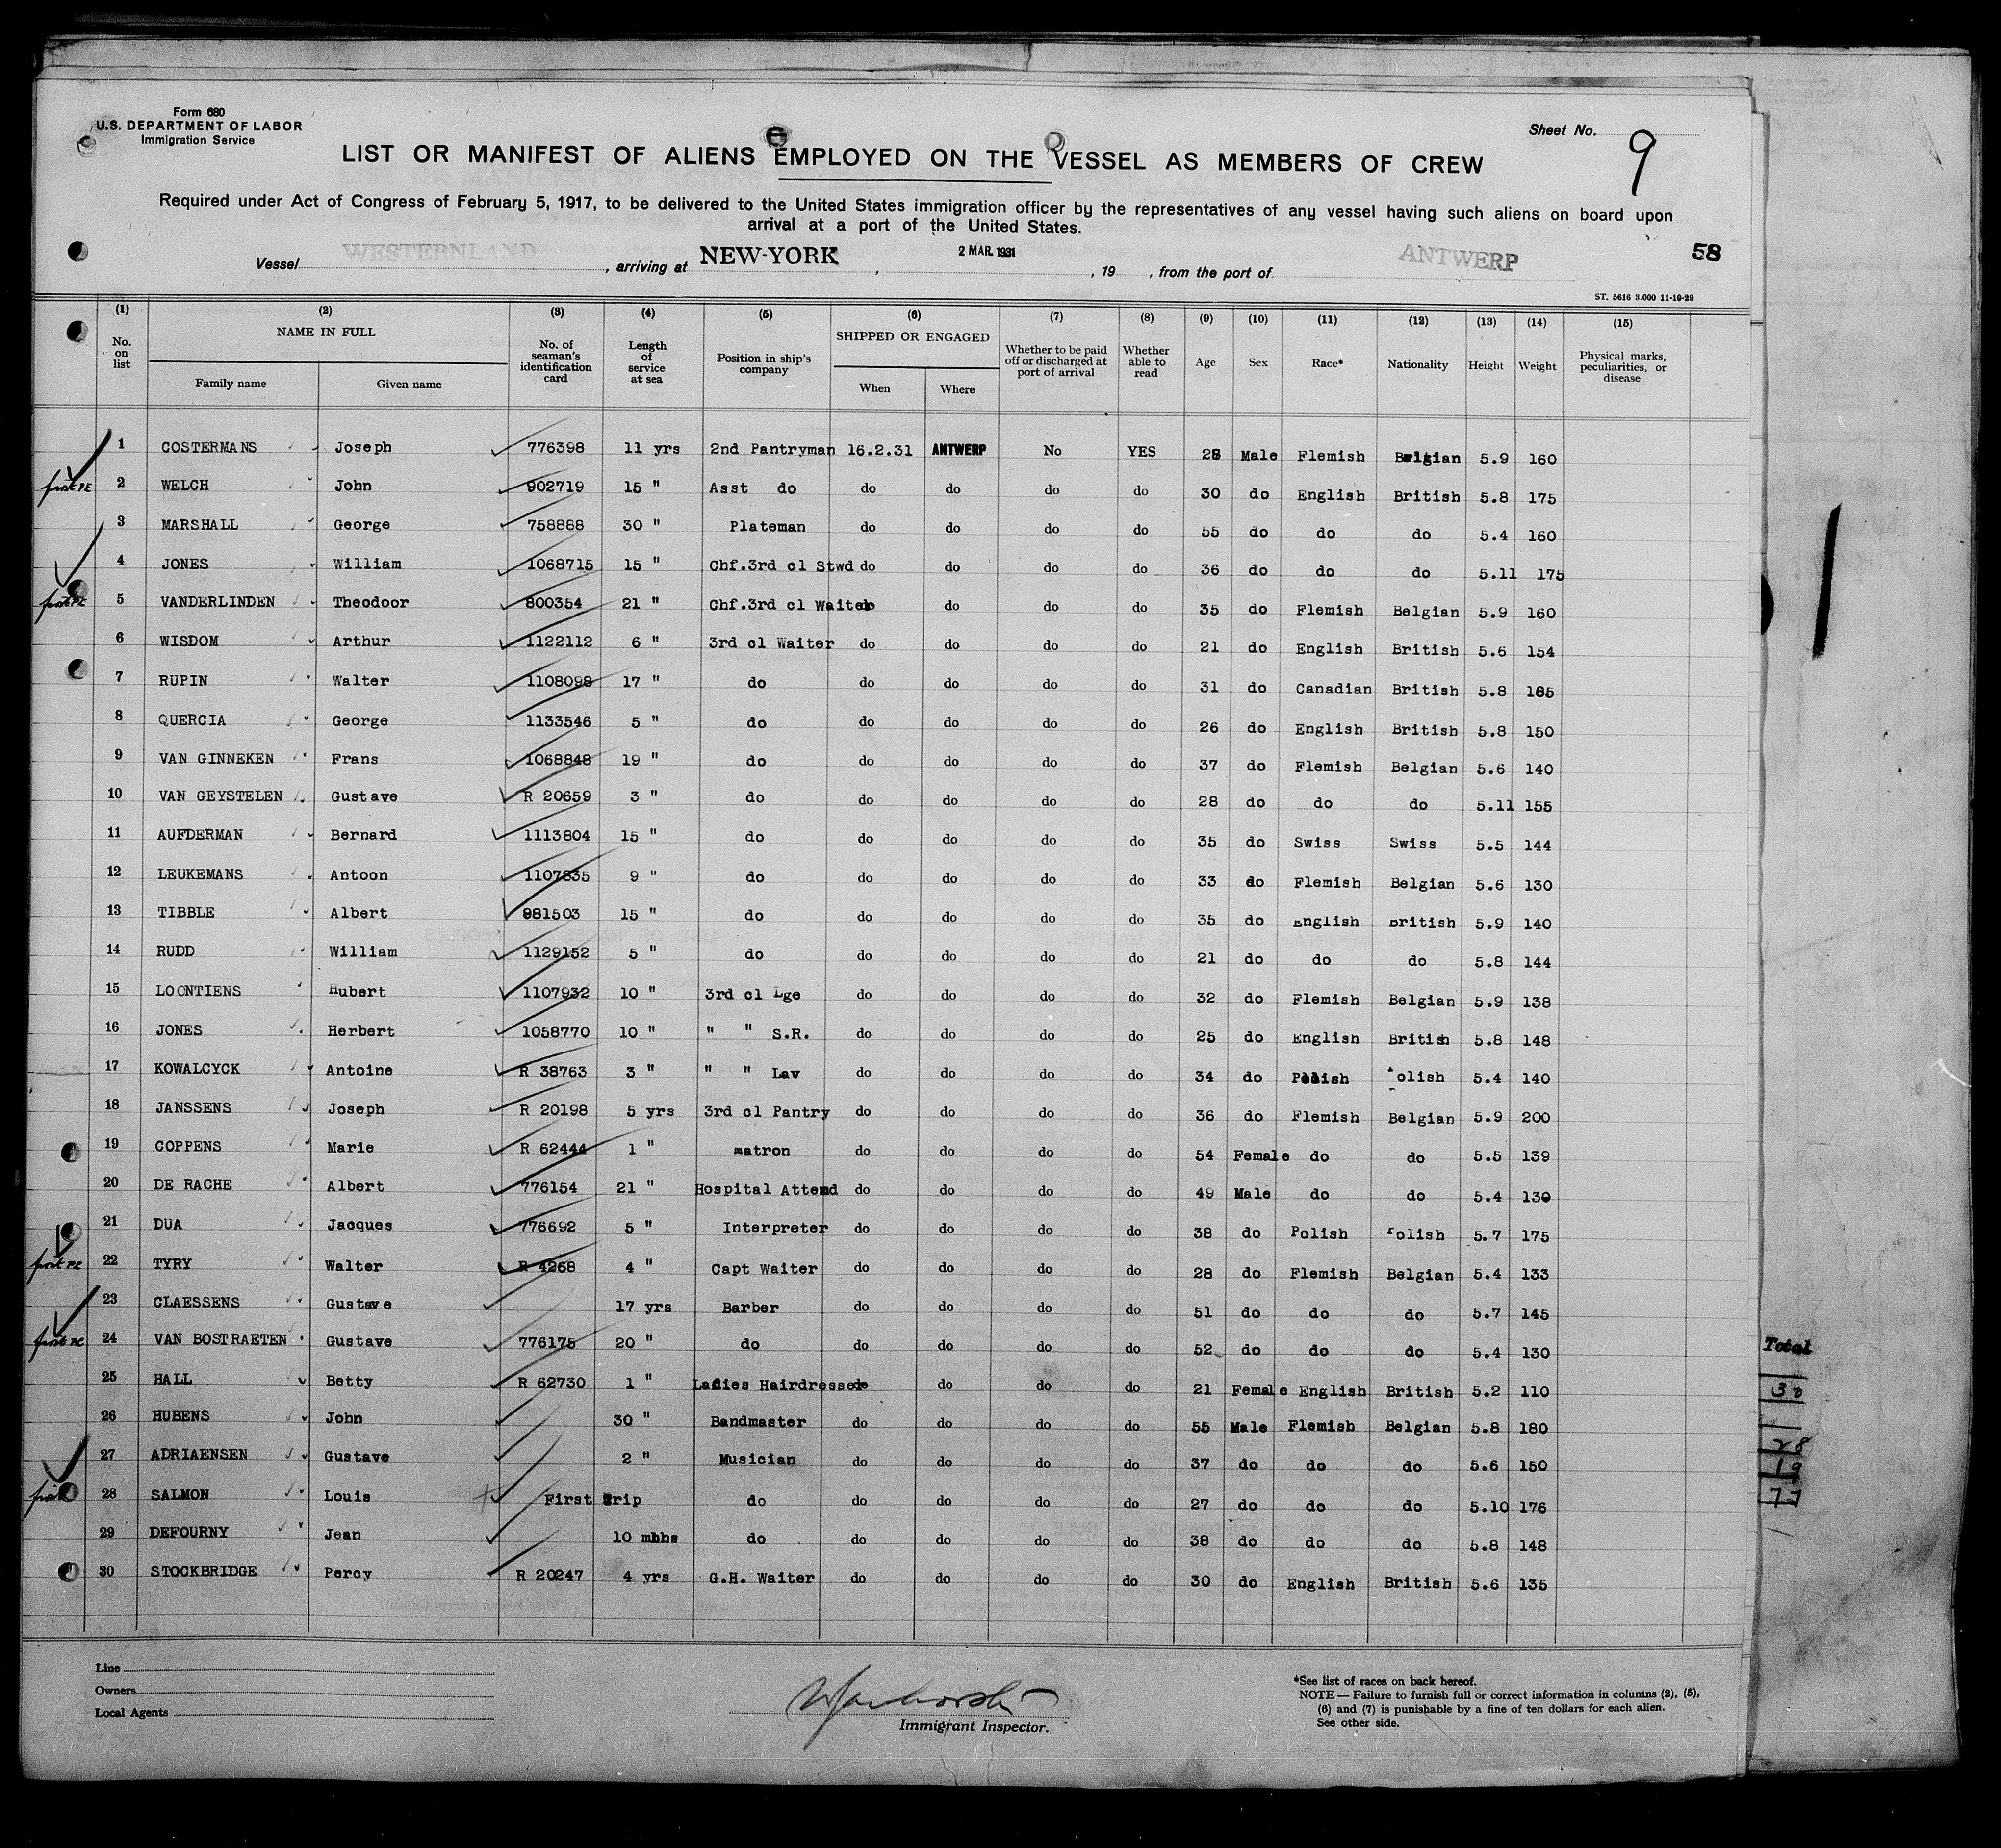 Form 680
U.S. DEPARTMENT OF LABOR
Immigration Service
Sheet No. 9
LIST OR MANIFEST OF ALIENS EMPLOYED ON THE VESSEL AS MEMBERS OF CREW
Required under Act of Congress of February 5, 1917, to be delivered to the United States immigration officer by the representatives of any vessel having such aliens on board upon
arrival at a port of the United States.
Vessel WESTERNLAND, arriving at NEW-YORK, 2 MAR. 1931, 19 , from the port of ANTWERP 58
ST. 5616 3.000 11-10-29
(1) (2) (3) (4) (5) (6) (7) (8) (9) (10) (11) (12) (13) (14) (15)
No. on list NAME IN FULL Family name Given name No. of seaman's identification card Length of service at sea Position in ship's company SHIPPED OR ENGAGED When Where Whether to be paid off or discharged at port of arrival Whether able to read Age Sex Race* Nationality Height Weight Physical marks, peculiarities, or disease
1 COSTERMANS Joseph 776398 11 yrs 2nd Pantryman 16.2.31 ANTWERP No YES 28 Male Flemish Belgian 5.9 160
2 WELCH John 902719 15 " Asst do do do do do 30 do English British 5.8 175
3 MARSHALL George 758888 30 " Plateman do do do do 55 do do do 5.4 160
4 JONES William 1068715 15 " Chf.3rd cl Stwd do do do do 36 do do do 5.11 175
5 VANDERLINDEN Theodoor 800354 21 " Chf.3rd cl Waiter do do do do 35 do Flemish Belgian 5.9 160
6 WISDOM Arthur 1122112 6 " 3rd cl Waiter do do do do 21 do English British 5.6 154
7 RUPIN Walter 1108098 17 " do do do do do 31 do Canadian British 5.8 165
8 QUERCIA George 1133546 5 " do do do do do 26 do English British 5.8 150
9 VAN GINNEKEN Frans 1068848 19 " do do do do do 37 do Flemish Belgian 5.6 140
10 VAN GEYSTELEN Gustave R 20659 3 " do do do do do 28 do do do 5.11 155
11 AUFDERMAN Bernard 1113804 15 " do do do do do 35 do Swiss Swiss 5.5 144
12 LEUKEMANS Antoon 1107835 9 " do do do do do 33 do Flemish Belgian 5.6 130
13 TIBBLE Albert 981503 15 " do do do do do 35 do English British 5.9 140
14 RUDD William 1129152 5 " do do do do do 21 do do do 5.8 144
15 LOONTIENS Hubert 1107932 10 " 3rd cl Lge do do do do 32 do Flemish Belgian 5.9 138
16 JONES Herbert 1058770 10 " " " S.R. do do do do 25 do English British 5.8 148
17 KOWALCYCK Antoine R 38763 3 " " " Lav do do do do 34 do Polish Polish 5.4 140
18 JANSSENS Joseph R 20198 5 yrs 3rd cl Pantry do do do do 36 do Flemish Belgian 5.9 200
19 COPPENS Marie R 62444 1 " matron do do do do 54 Female do do 5.5 139
20 DE RACHE Albert 776154 21 " Hospital Attend do do do do 49 Male do do 5.4 130
21 DUA Jacques 776692 5 " Interpreter do do do do 38 do Polish Polish 5.7 175
22 TYRY Walter R 4268 4 " Capt Waiter do do do do 28 do Flemish Belgian 5.4 133
23 CLAESSENS Gustave 17 yrs Barber do do do do 51 do do do 5.7 145
24 VAN BOSTRAETEN Gustave 776175 20 " do do do do do 52 do do do 5.4 130
25 HALL Betty R 62730 1 " Ladies Hairdresser do do do do 21 Female English British 5.2 110
26 HUBENS John 30 " Bandmaster do do do do 55 Male Flemish Belgian 5.8 180
27 ADRIAENSEN Gustave 2 " Musician do do do do 37 do do do 5.6 150
28 SALMON Louis First trip do do do do do 27 do do do 5.10 176
29 DEFOURNY Jean 10 mths do do do do do 38 do do do 5.8 148
30 STOCKBRIDGE Percy R 20247 4 yrs G.H. Waiter do do do do 30 do English British 5.6 135
Total
30
1
28
19
77
Line
Owners
Local Agents
Immigrant Inspector.
*See list of races on back hereof.
NOTE — Failure to furnish full or correct information in columns (2), (5),
(6) and (7) is punishable by a fine of ten dollars for each alien.
See other side.